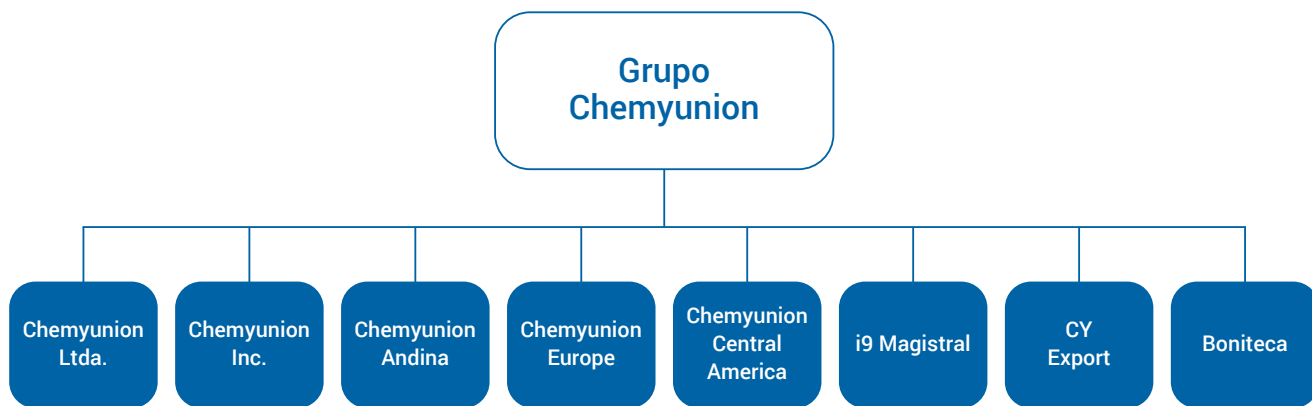 Grupo
Chemyunion
Chemyunion
Ltda.
Chemyunion
Inc.
Chemyunion
Andina
Chemyunion
Europe
Chemyunion
Central
America
i9 Magistral
CY
Export
Boniteca